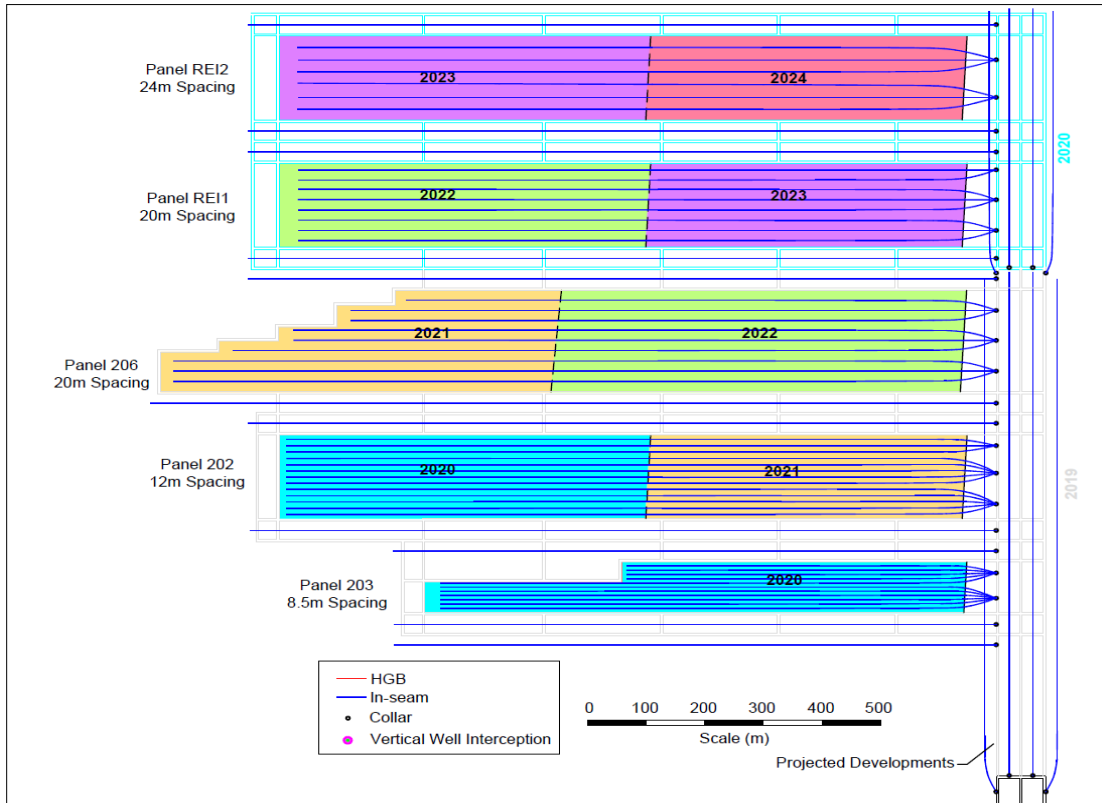 Panel REI2
24m Spacing
2023
2024
2020
Panel REI1
20m Spacing
2022
2023
Panel 206
20m Spacing
2021
2022
Panel 202
12m Spacing
2020
2021
2019
Panel 203
8.5m Spacing
2020
HGB
In-seam
Collar
Vertical Well Interception
0 100 200 300 400 500
Scale (m)
Projected Developments